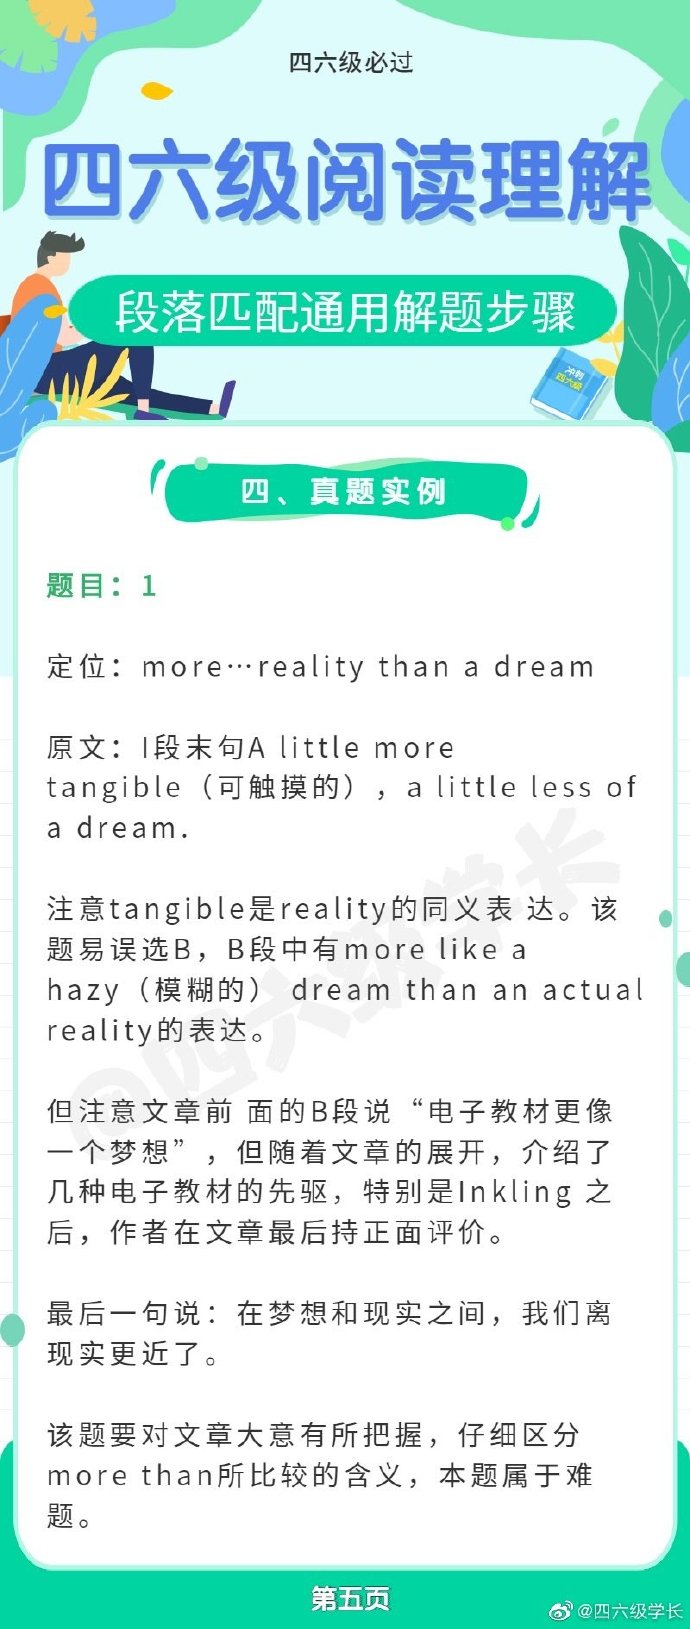 四六级必过
四六级阅读理解
段落匹配通用解题步骤
冲刺
四六级
四、真题实例
题目：1
定位：more…reality than a dream
原文：I段末句A little more
tangible（可触摸的），a little less of
a dream.
注意tangible是reality的同义表 达。该
题易误选B，B段中有more like a
hazy（模糊的） dream than an actual
reality的表达。
但注意文章前 面的B段说“电子教材更像
一个梦想”，但随着文章的展开，介绍了
几种电子教材的先驱，特别是Inkling 之
后，作者在文章最后持正面评价。
最后一句说：在梦想和现实之间，我们离
现实更近了。
该题要对文章大意有所把握，仔细区分
more than所比较的含义，本题属于难
题。
@四六级学长
第五页
@四六级学长